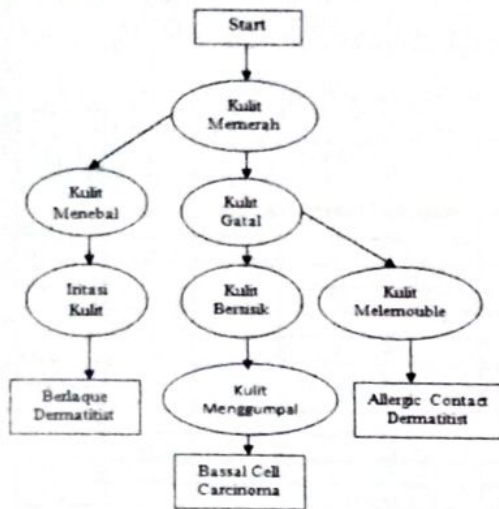 Start
Kulit
Memerah
Kulit
Menebal
Kulit
Gatal
Iritasi
Kulit
Kulit
Bersisik
Kulit
Melemouble
Berlaque
Dermatitist
Kulit
Menggumpal
Allergic Contact
Dermatitist
Bassal Cell
Carcinoma